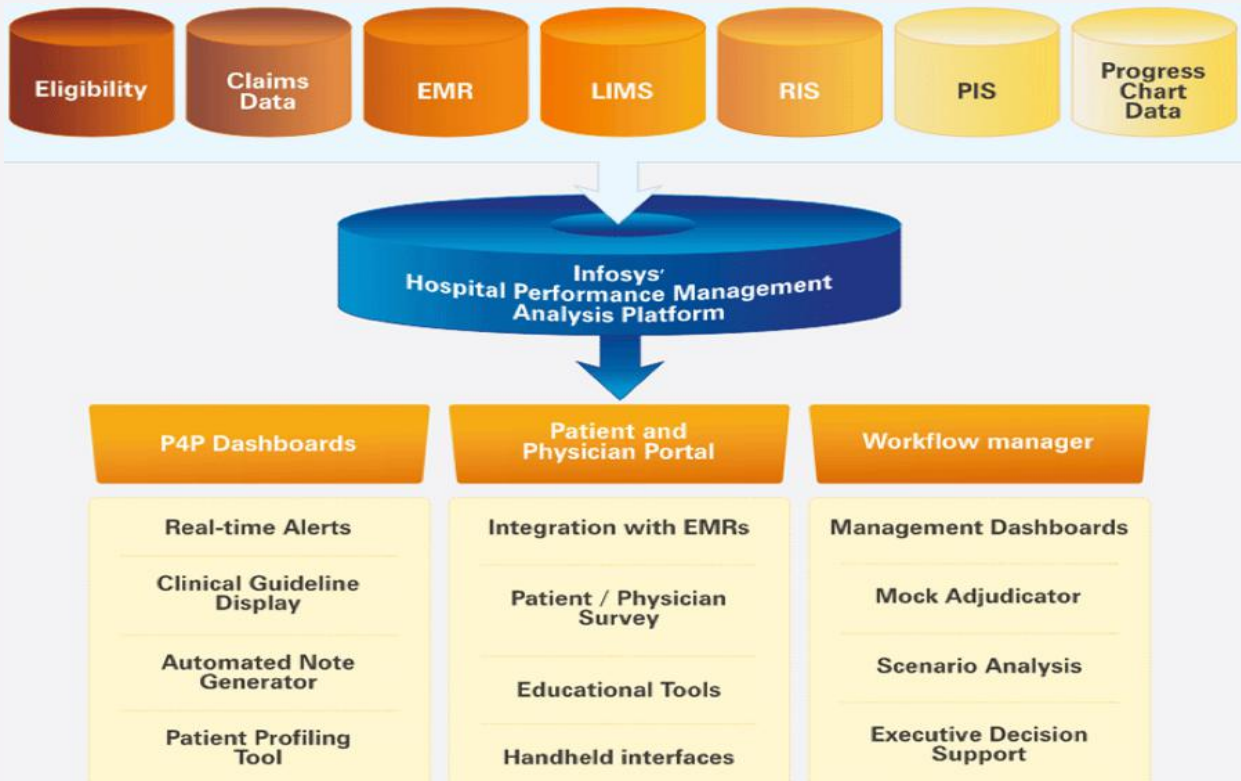 Eligibility
Claims
Data
EMR
LIMS
RIS
PIS
Progress
Chart
Data
Infosys'
Hospital Performance Management
Analysis Platform
P4P Dashboards
Patient and
Physician Portal
Workflow manager
Real-time Alerts
Clinical Guideline
Display
Automated Note
Generator
Patient Profiling
Tool
Integration with EMRs
Patient / Physician
Survey
Educational Tools
Handheld interfaces
Management Dashboards
Mock Adjudicator
Scenario Analysis
Executive Decision
Support